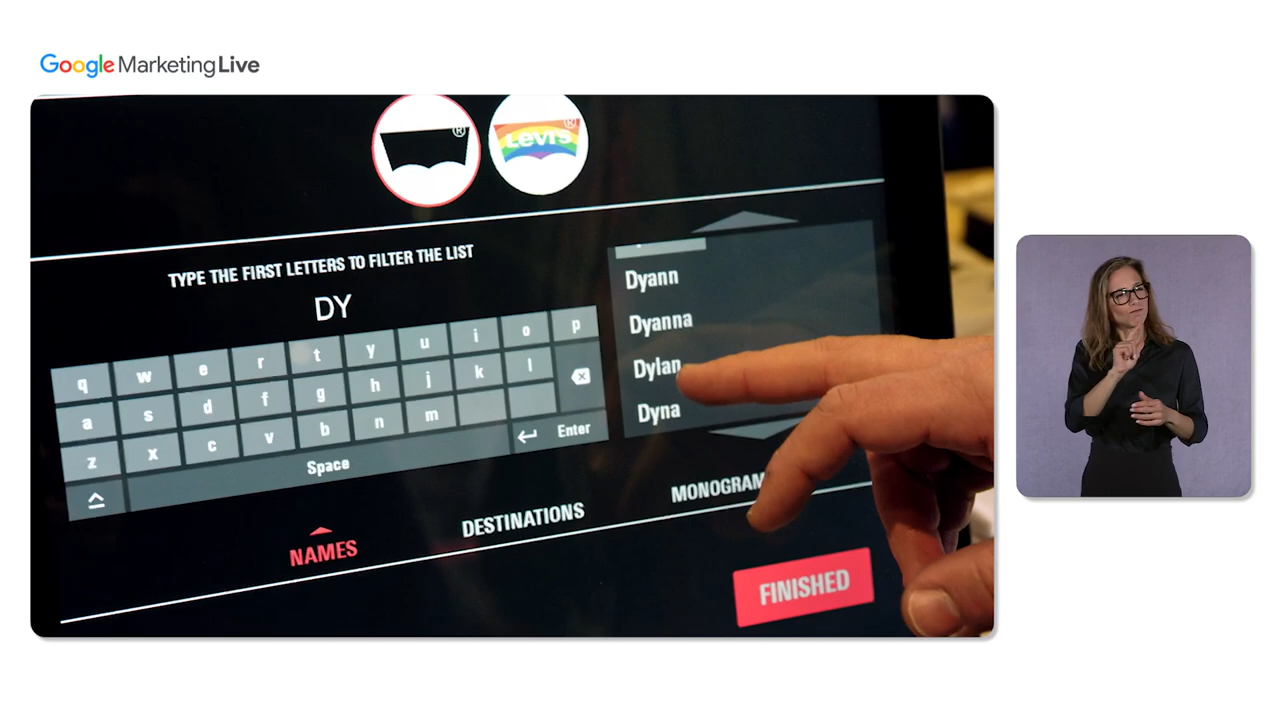 Google Marketing Live
®
Levi's ®
TYPE THE FIRST LETTERS TO FILTER THE LIST
DY
q w e r t y u i o p
a s d f g h j k l
z x c v b n m
Enter
Space
Dyann
Dyanna
Dylan
Dyna
NAMES
DESTINATIONS
MONOGRAM
FINISHED